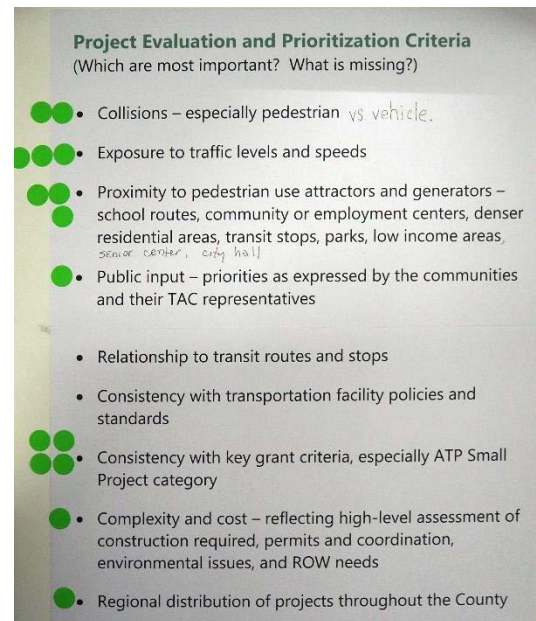 Project Evaluation and Prioritization Criteria
(Which are most important? What is missing?)
• Collisions – especially pedestrian vs vehicle.
• Exposure to traffic levels and speeds
• Proximity to pedestrian use attractors and generators –
school routes, community or employment centers, denser
residential areas, transit stops, parks, low income areas,
senior center, city hall
• Public input – priorities as expressed by the communities
and their TAC representatives
• Relationship to transit routes and stops
• Consistency with transportation facility policies and
standards
• Consistency with key grant criteria, especially ATP Small
Project category
• Complexity and cost – reflecting high-level assessment of
construction required, permits and coordination,
environmental issues, and ROW needs
• Regional distribution of projects throughout the County